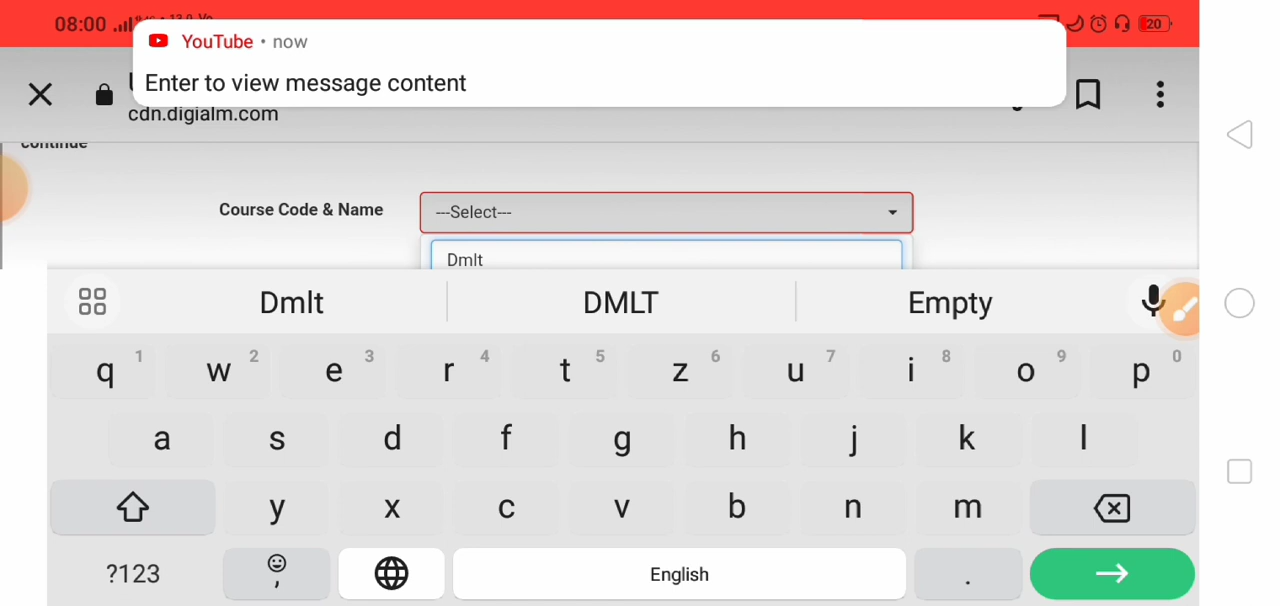 08:00
20
YouTube • now
Enter to view message content
cdn.digialm.com
continue
Course Code & Name
---Select---
Dmlt
Dmlt DMLT Empty
q 1 w 2 e 3 r 4 t 5 z 6 u 7 i 8 o 9 p 0
a s d f g h j k l
y x c v b n m
?123 , English .